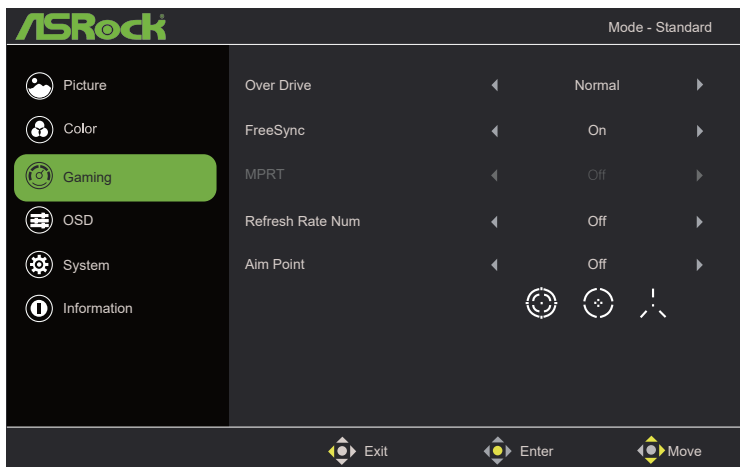 ASRock
Mode - Standard
Picture
Over Drive Normal
Color
FreeSync On
Gaming
MPRT Off
OSD
Refresh Rate Num Off
System
Aim Point Off
Information
Exit Enter Move